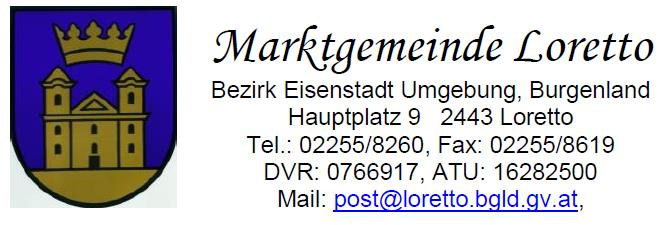 Marktgemeinde Loretto
Bezirk Eisenstadt Umgebung, Burgenland
Hauptplatz 9   2443 Loretto
Tel.: 02255/8260, Fax: 02255/8619
DVR: 0766917, ATU: 16282500
Mail: post@loretto.bgld.gv.at,